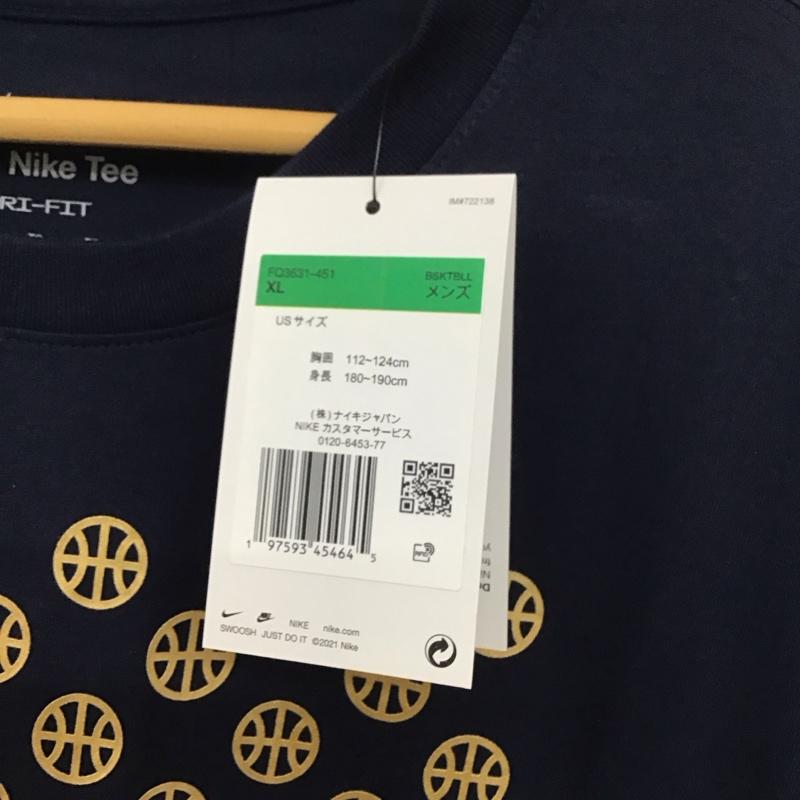 Nike Tee
RI-FIT
IM#722138
FQ3631-451
BSKTBLL
XL
メンズ
USサイズ
胸囲 112~124cm
身長 180~190cm
(株)ナイキジャパン
NIKE カスタマーサービス
0120-6453-77
1 97593 45464 5
RFID
NIKE nike.com
SWOOSH JUST DO IT ©2021 Nike